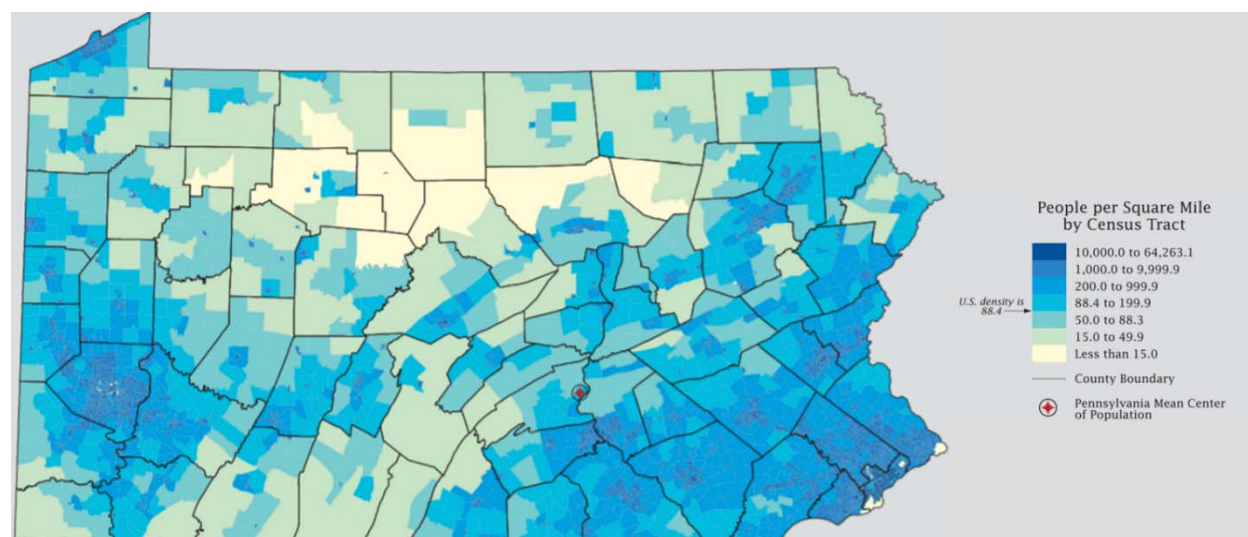 People per Square Mile
by Census Tract
10,000.0 to 64,263.1
1,000.0 to 9,999.9
200.0 to 999.9
U.S. density is
88.4
88.4 to 199.9
50.0 to 88.3
15.0 to 49.9
Less than 15.0
County Boundary
Pennsylvania Mean Center
of Population